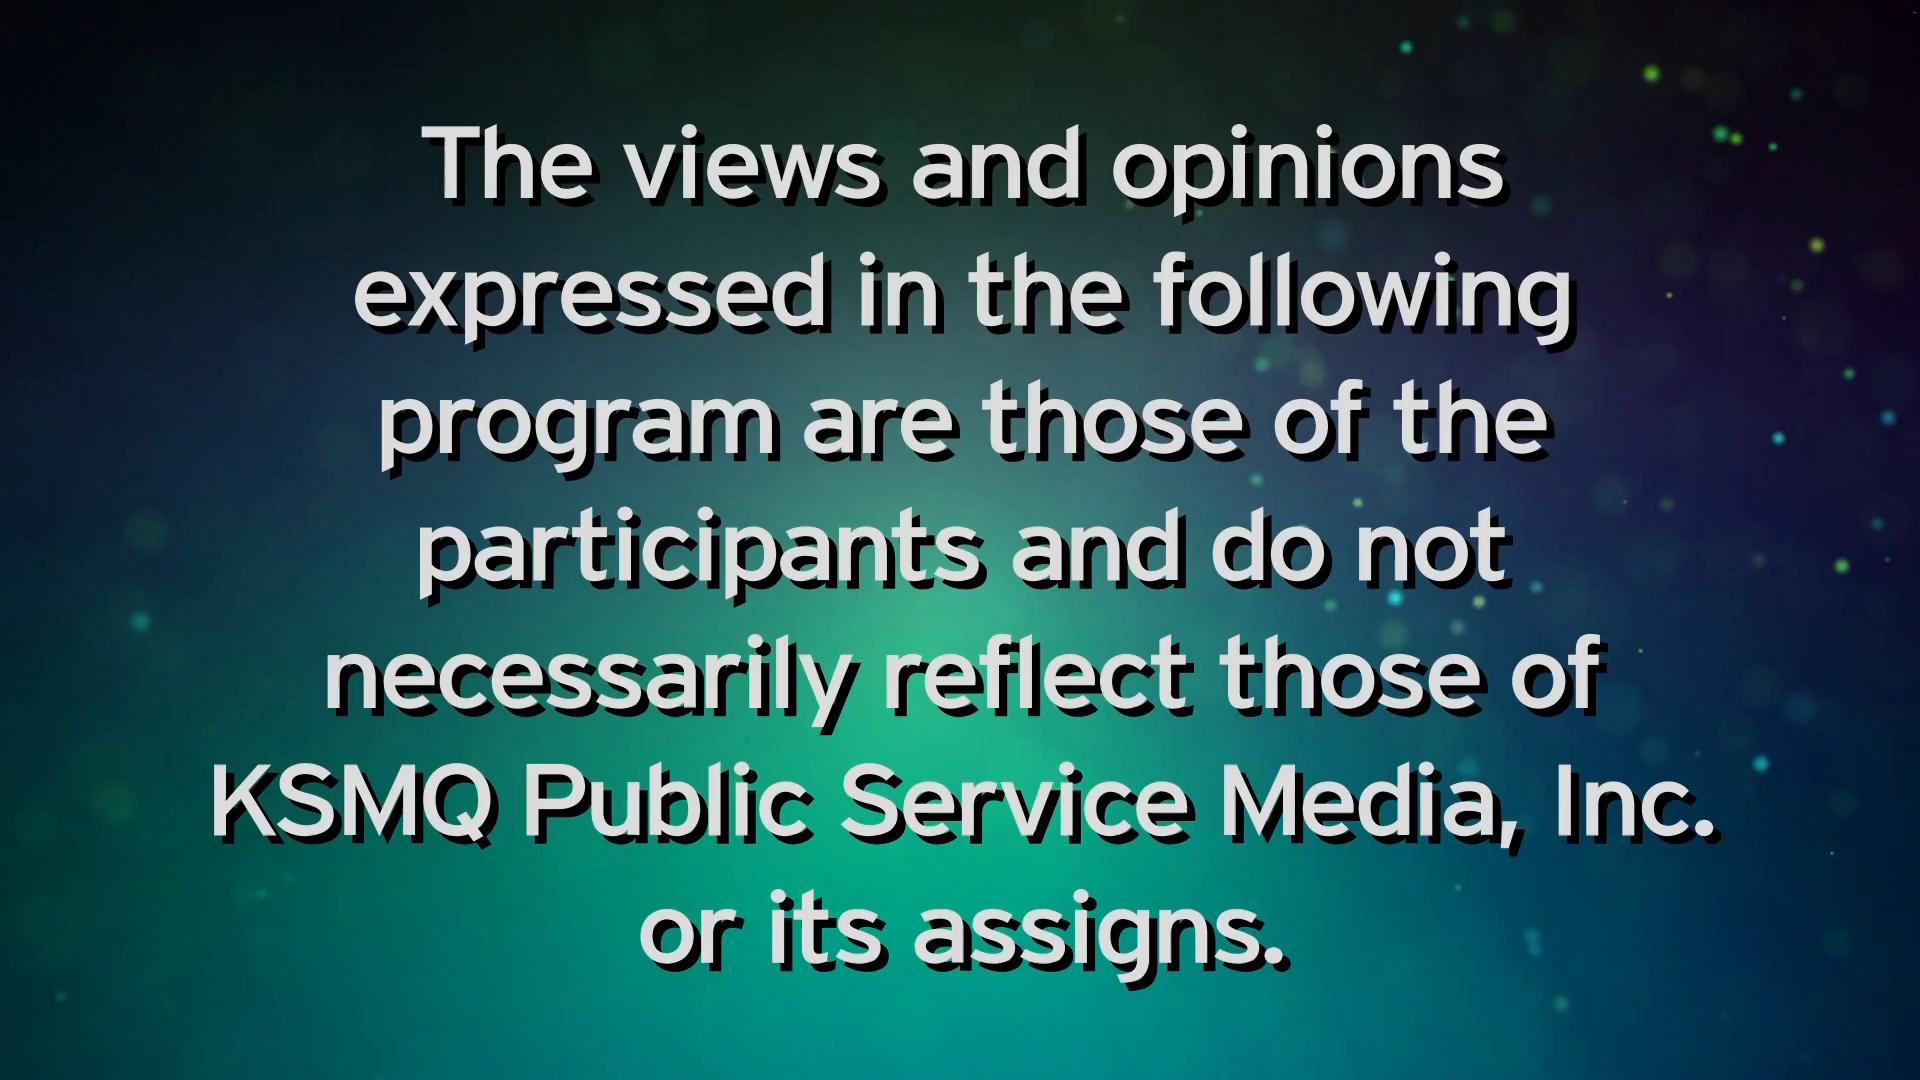 The views and opinions
expressed in the following
program are those of the
participants and do not
necessarily reflect those of
KSMQ Public Service Media, Inc.
or its assigns.